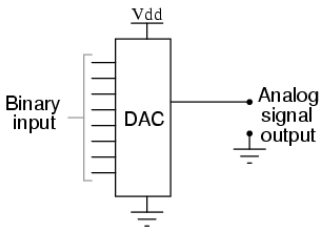 Vdd
Binary
input
DAC
Analog
signal
output